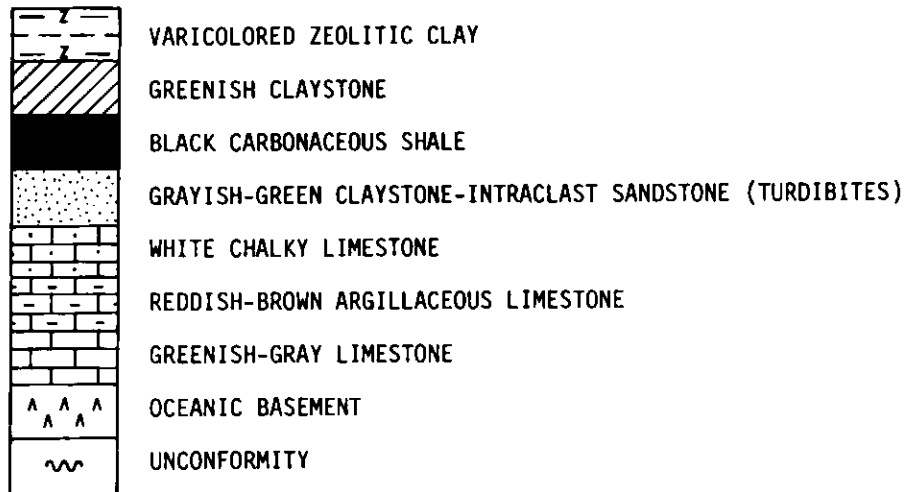 Z
Z
VARICOLORED ZEOLITIC CLAY
GREENISH CLAYSTONE
BLACK CARBONACEOUS SHALE
GRAYISH-GREEN CLAYSTONE-INTRACLAST SANDSTONE (TURDIBITES)
WHITE CHALKY LIMESTONE
REDDISH-BROWN ARGILLACEOUS LIMESTONE
GREENISH-GRAY LIMESTONE
OCEANIC BASEMENT
UNCONFORMITY